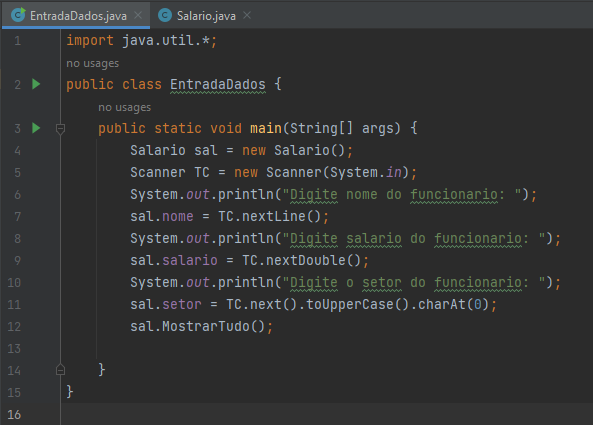 EntradaDados.java Salario.java
1 import java.util.*;
no usages
2 public class EntradaDados {
no usages
3 public static void main(String[] args) {
4 Salario sal = new Salario();
5 Scanner TC = new Scanner(System.in);
6 System.out.println("Digite nome do funcionario: ");
7 sal.nome = TC.nextLine();
8 System.out.println("Digite salario do funcionario: ");
9 sal.salario = TC.nextDouble();
10 System.out.println("Digite o setor do funcionario: ");
11 sal.setor = TC.next().toUpperCase().charAt(0);
12 sal.MostrarTudo();
13
14 }
15 }
16